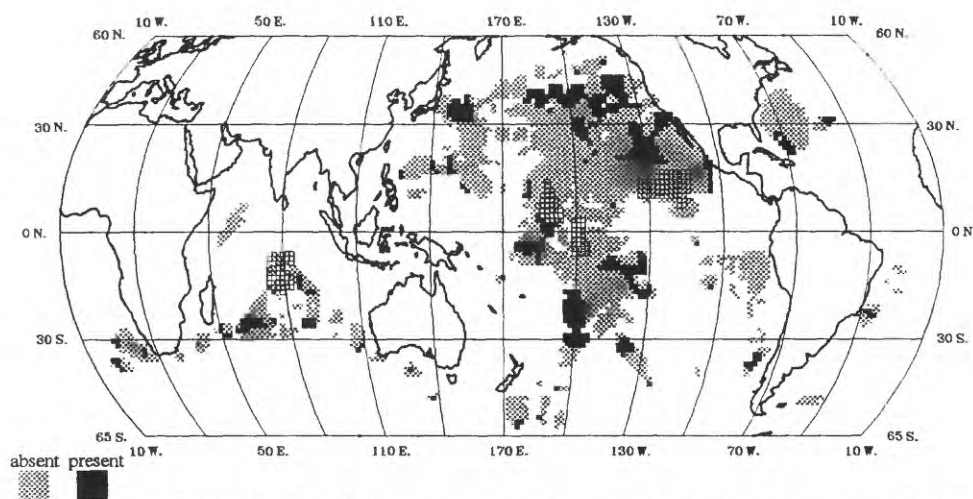 10 W. 50 E. 110 E. 170 E. 130 W. 70 W. 10 W.
60 N. 60 N.
30 N. 30 N.
0 N. 0 N.
30 S. 30 S.
65 S. 65 S.
10 W. 50 E. 110 E. 170 E. 130 W. 70 W. 10 W.
absent present